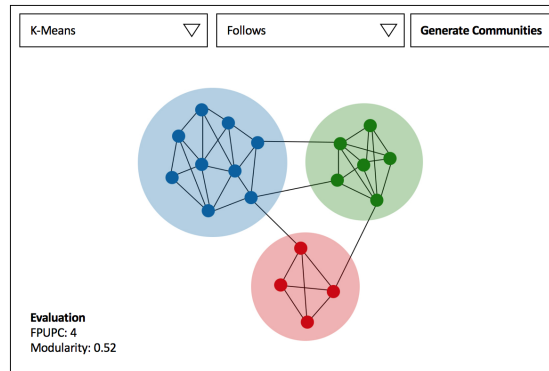 K-Means
Follows
Generate Communities
Evaluation
FPUPC: 4
Modularity: 0.52